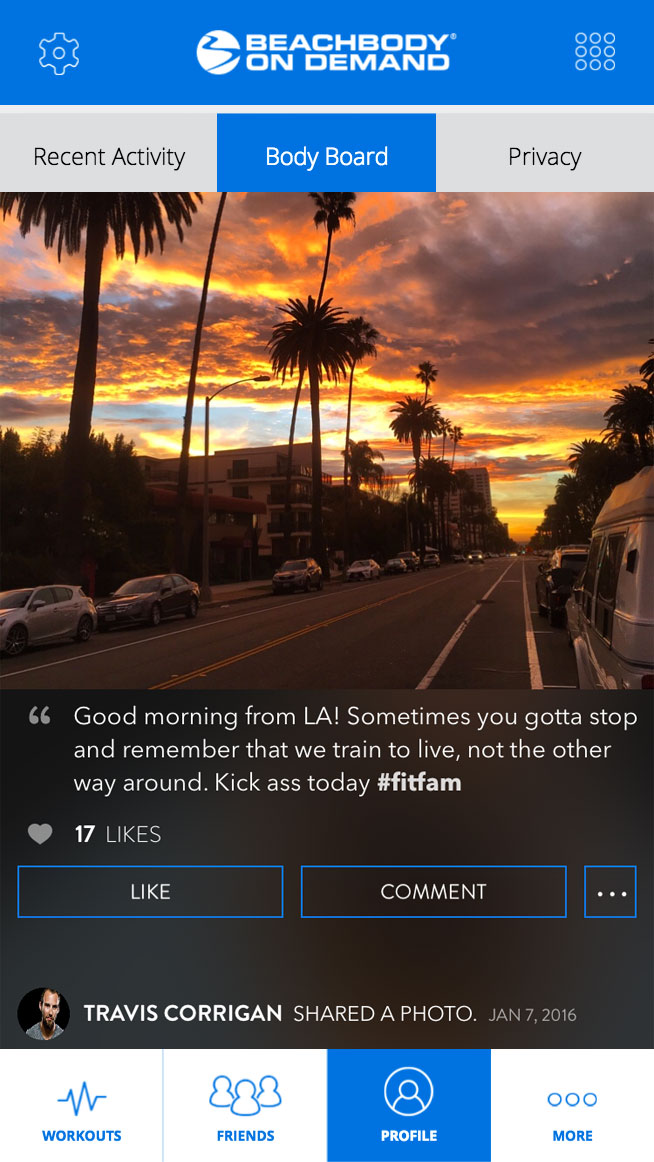 BEACHBODY®
ON DEMAND
Recent Activity
Body Board
Privacy
“ Good morning from LA! Sometimes you gotta stop
and remember that we train to live, not the other
way around. Kick ass today #fitfam
17 LIKES
LIKE
COMMENT
...
TRAVIS CORRIGAN SHARED A PHOTO. JAN 7, 2016
WORKOUTS
FRIENDS
PROFILE
MORE